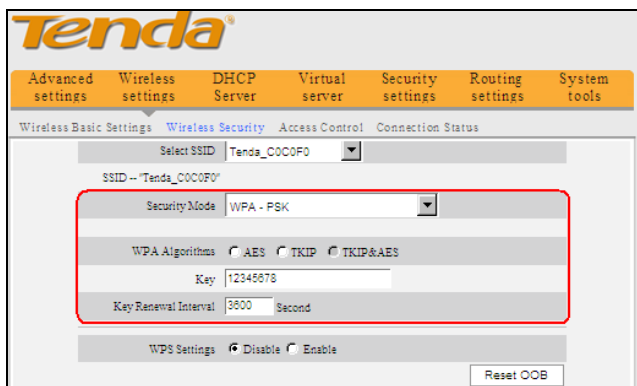 Tenda®
Advanced settings Wireless settings DHCP Server Virtual server Security settings Routing settings System tools
Wireless Basic Settings Wireless Security Access Control Connection Status
Select SSID Tenda_C0C0F0
SSID -- "Tenda_C0C0F0"
Security Mode WPA - PSK
WPA Algorithms AES TKIP TKIP&AES
Key 12345678
Key Renewal Interval 3600 Second
WPS Settings Disable Enable
Reset OOB